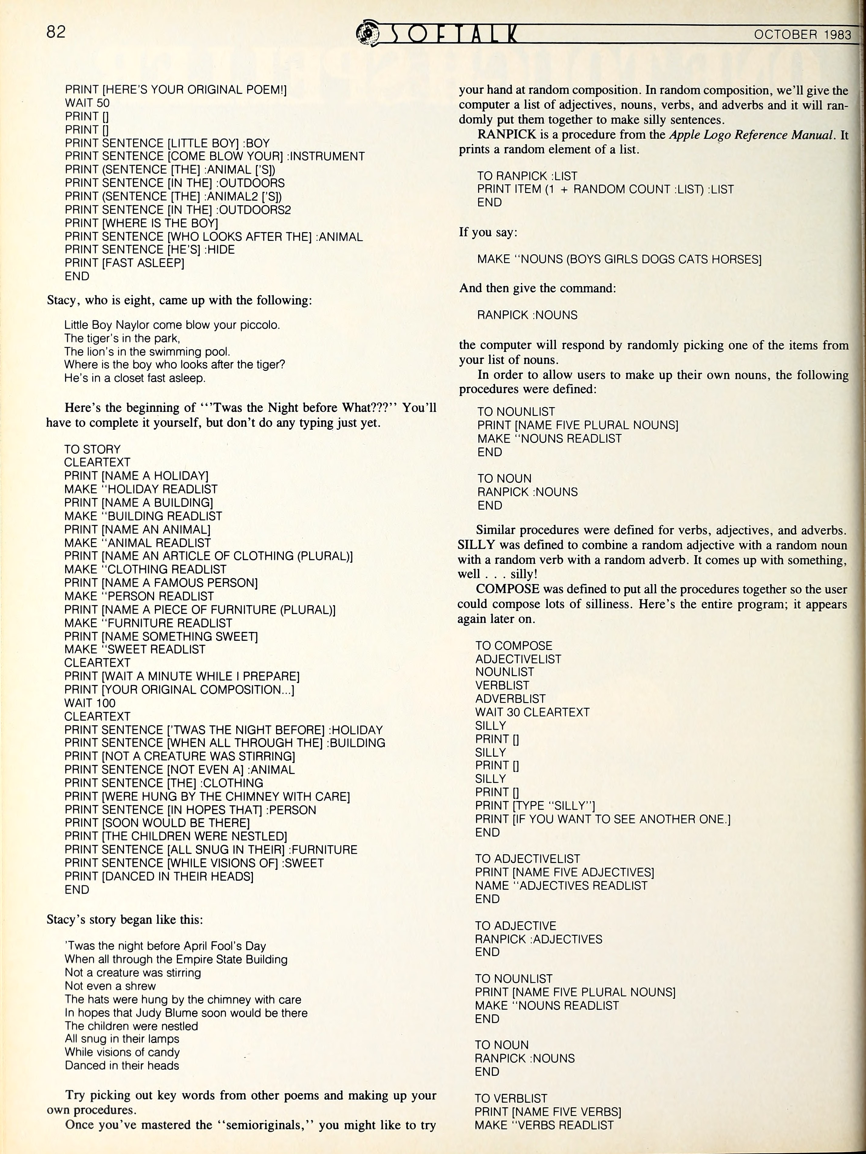 82
SOFTALK
OCTOBER 1983
PRINT [HERE'S YOUR ORIGINAL POEM!]
WAIT 50
PRINT []
PRINT []
PRINT SENTENCE [LITTLE BOY] :BOY
PRINT SENTENCE [COME BLOW YOUR] :INSTRUMENT
PRINT (SENTENCE [THE] :ANIMAL ['S])
PRINT SENTENCE [IN THE] :OUTDOORS
PRINT (SENTENCE [THE] :ANIMAL2 ['S])
PRINT SENTENCE [IN THE] :OUTDOORS2
PRINT [WHERE IS THE BOY]
PRINT SENTENCE [WHO LOOKS AFTER THE] :ANIMAL
PRINT SENTENCE [HE'S] :HIDE
PRINT [FAST ASLEEP]
END
Stacy, who is eight, came up with the following:
Little Boy Naylor come blow your piccolo.
The tiger's in the park,
The lion's in the swimming pool.
Where is the boy who looks after the tiger?
He's in a closet fast asleep.
Here's the beginning of "'Twas the Night before What???" You'll
have to complete it yourself, but don't do any typing just yet.
TO STORY
CLEARTEXT
PRINT [NAME A HOLIDAY]
MAKE "HOLIDAY READLIST
PRINT [NAME A BUILDING]
MAKE "BUILDING READLIST
PRINT [NAME AN ANIMAL]
MAKE "ANIMAL READLIST
PRINT [NAME AN ARTICLE OF CLOTHING (PLURAL)]
MAKE "CLOTHING READLIST
PRINT [NAME A FAMOUS PERSON]
MAKE "PERSON READLIST
PRINT [NAME A PIECE OF FURNITURE (PLURAL)]
MAKE "FURNITURE READLIST
PRINT [NAME SOMETHING SWEET]
MAKE "SWEET READLIST
CLEARTEXT
PRINT [WAIT A MINUTE WHILE I PREPARE]
PRINT [YOUR ORIGINAL COMPOSITION...]
WAIT 100
CLEARTEXT
PRINT SENTENCE ['TWAS THE NIGHT BEFORE] :HOLIDAY
PRINT SENTENCE [WHEN ALL THROUGH THE] :BUILDING
PRINT [NOT A CREATURE WAS STIRRING]
PRINT SENTENCE [NOT EVEN A] :ANIMAL
PRINT SENTENCE [THE] :CLOTHING
PRINT [WERE HUNG BY THE CHIMNEY WITH CARE]
PRINT SENTENCE [IN HOPES THAT] :PERSON
PRINT [SOON WOULD BE THERE]
PRINT [THE CHILDREN WERE NESTLED]
PRINT SENTENCE [ALL SNUG IN THEIR] :FURNITURE
PRINT SENTENCE [WHILE VISIONS OF] :SWEET
PRINT [DANCED IN THEIR HEADS]
END
Stacy's story began like this:
'Twas the night before April Fool's Day
When all through the Empire State Building
Not a creature was stirring
Not even a shrew
The hats were hung by the chimney with care
In hopes that Judy Blume soon would be there
The children were nestled
All snug in their lamps
While visions of candy
Danced in their heads
Try picking out key words from other poems and making up your
own procedures.
Once you've mastered the "semioriginals," you might like to try
your hand at random composition. In random composition, we'll give the
computer a list of adjectives, nouns, verbs, and adverbs and it will ran-
domly put them together to make silly sentences.
RANPICK is a procedure from the Apple Logo Reference Manual. It
prints a random element of a list.
TO RANPICK :LIST
PRINT ITEM (1 + RANDOM COUNT :LIST) :LIST
END
If you say:
MAKE "NOUNS (BOYS GIRLS DOGS CATS HORSES]
And then give the command:
RANPICK :NOUNS
the computer will respond by randomly picking one of the items from
your list of nouns.
In order to allow users to make up their own nouns, the following
procedures were defined:
TO NOUNLIST
PRINT [NAME FIVE PLURAL NOUNS]
MAKE "NOUNS READLIST
END
TO NOUN
RANPICK :NOUNS
END
Similar procedures were defined for verbs, adjectives, and adverbs.
SILLY was defined to combine a random adjective with a random noun
with a random verb with a random adverb. It comes up with something,
well . . . silly!
COMPOSE was defined to put all the procedures together so the user
could compose lots of silliness. Here's the entire program; it appears
again later on.
TO COMPOSE
ADJECTIVELIST
NOUNLIST
VERBLIST
ADVERBLIST
WAIT 30 CLEARTEXT
SILLY
PRINT []
SILLY
PRINT []
SILLY
PRINT []
PRINT [TYPE "SILLY"]
PRINT [IF YOU WANT TO SEE ANOTHER ONE.]
END
TO ADJECTIVELIST
PRINT [NAME FIVE ADJECTIVES]
NAME "ADJECTIVES READLIST
END
TO ADJECTIVE
RANPICK :ADJECTIVES
END
TO NOUNLIST
PRINT [NAME FIVE PLURAL NOUNS]
MAKE "NOUNS READLIST
END
TO NOUN
RANPICK :NOUNS
END
TO VERBLIST
PRINT [NAME FIVE VERBS]
MAKE "VERBS READLIST